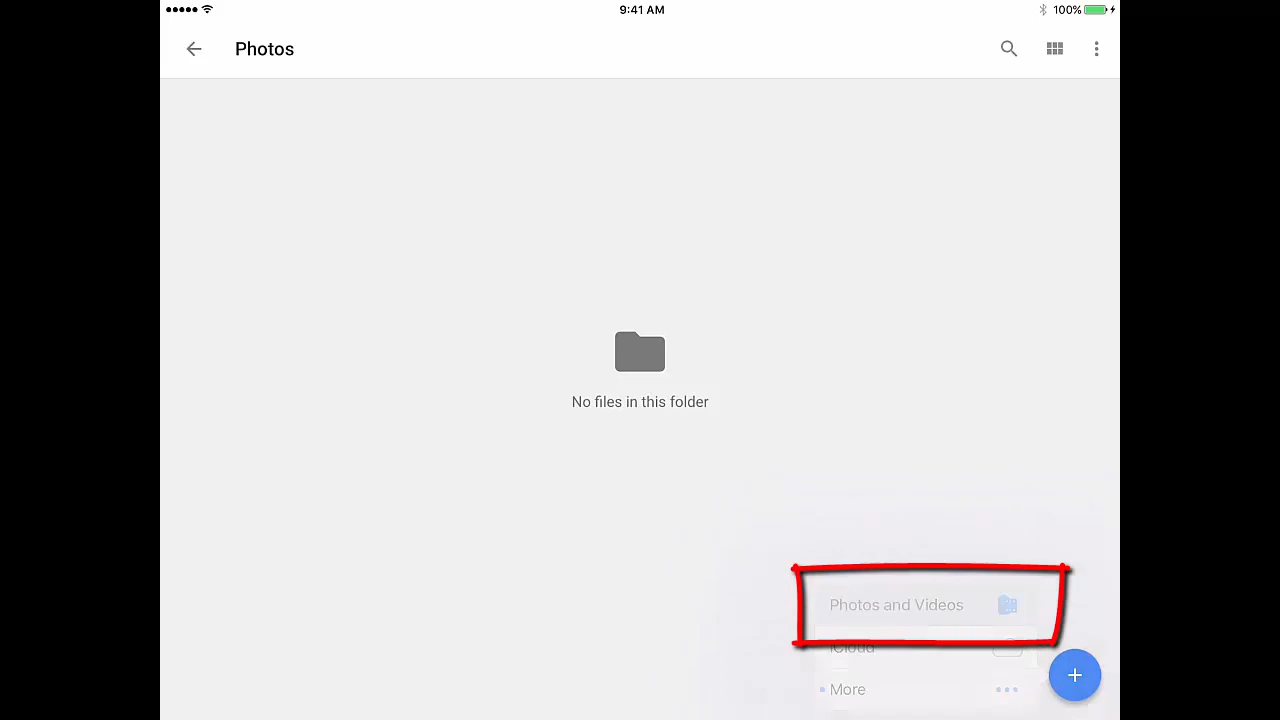 9:41 AM
100%
Photos
No files in this folder
Photos and Videos
iCloud
More